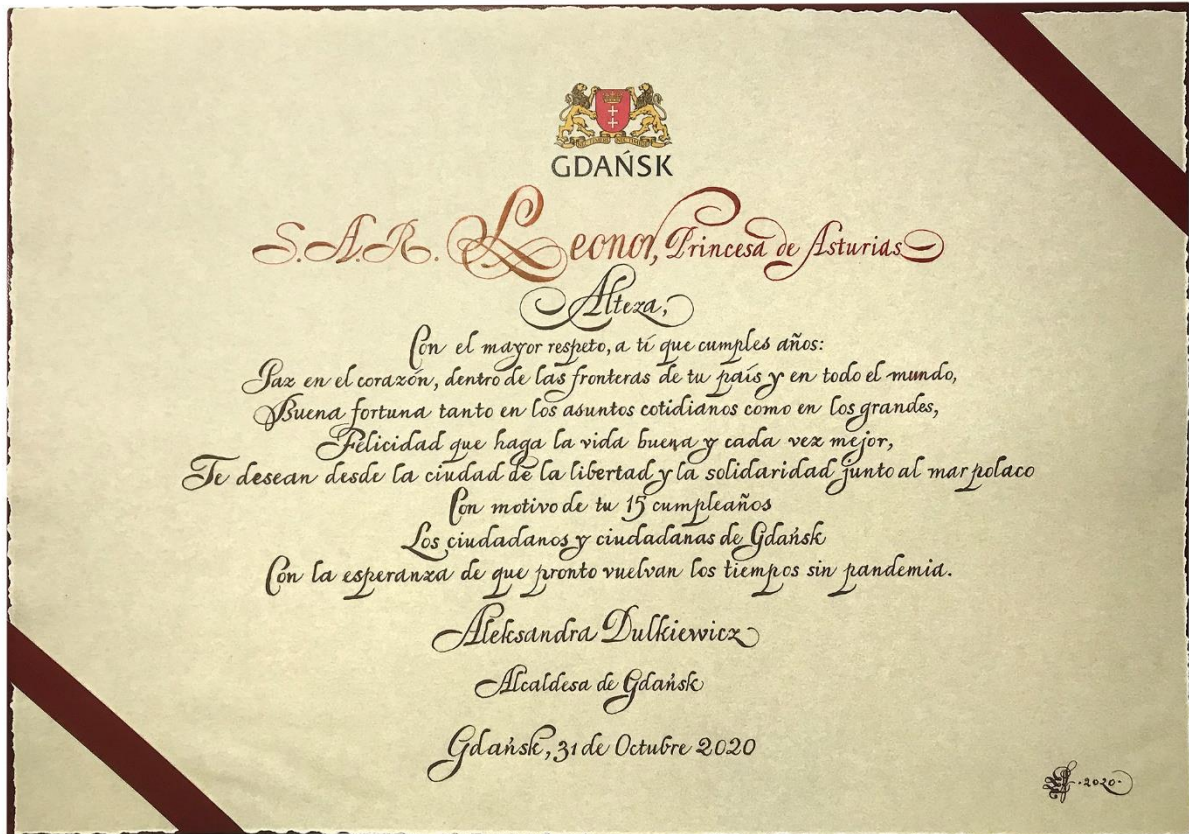 GDAŃSK
S.A.R. Leonor, Princesa de Asturias
Alteza,
Con el mayor respeto, a tí que cumples años:
Paz en el corazón, dentro de las fronteras de tu país y en todo el mundo,
Buena fortuna tanto en los asuntos cotidianos como en los grandes,
Felicidad que haga la vida buena y cada vez mejor,
Te desean desde la ciudad de la libertad y la solidaridad junto al mar polaco
Con motivo de tu 15 cumpleaños
Los ciudadanos y ciudadanas de Gdańsk
Con la esperanza de que pronto vuelvan los tiempos sin pandemia.
Aleksandra Dulkiewicz
Alcaldesa de Gdańsk
Gdańsk, 31 de Octubre 2020
·2020·